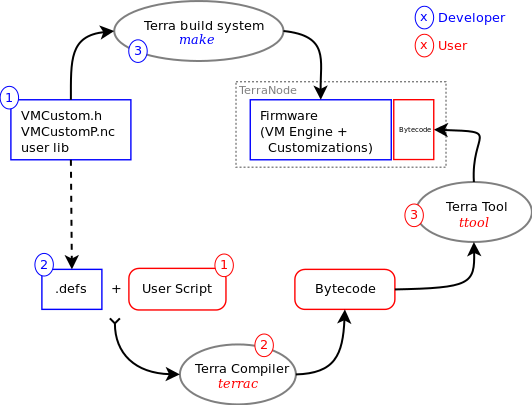 Terra build system
make
3
x Developer
x User
1
VMCustom.h
VMCustomP.nc
user lib
TerraNode
Firmware
(VM Engine +
Customizations)
Bytecode
Terra Tool
ttool
3
2
.defs
+
User Script
1
Bytecode
2
Terra Compiler
terrac